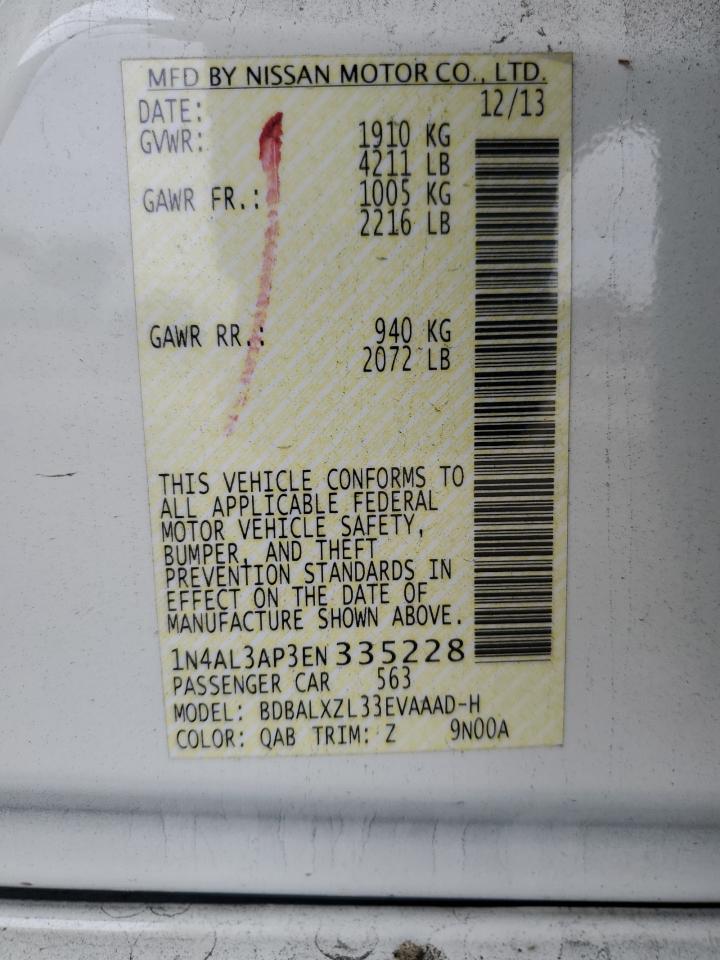 MFD BY NISSAN MOTOR CO., LTD.
DATE: 12/13
GVWR: 1910 KG
4211 LB
GAWR FR.: 1005 KG
2216 LB
GAWR RR.: 940 KG
2072 LB
THIS VEHICLE CONFORMS TO
ALL APPLICABLE FEDERAL
MOTOR VEHICLE SAFETY,
BUMPER, AND THEFT
PREVENTION STANDARDS IN
EFFECT ON THE DATE OF
MANUFACTURE SHOWN ABOVE.
1N4AL3AP3EN335228
PASSENGER CAR 563
MODEL: BDBALXZL33EVAAAD-H
COLOR: QAB TRIM: Z 9N00A